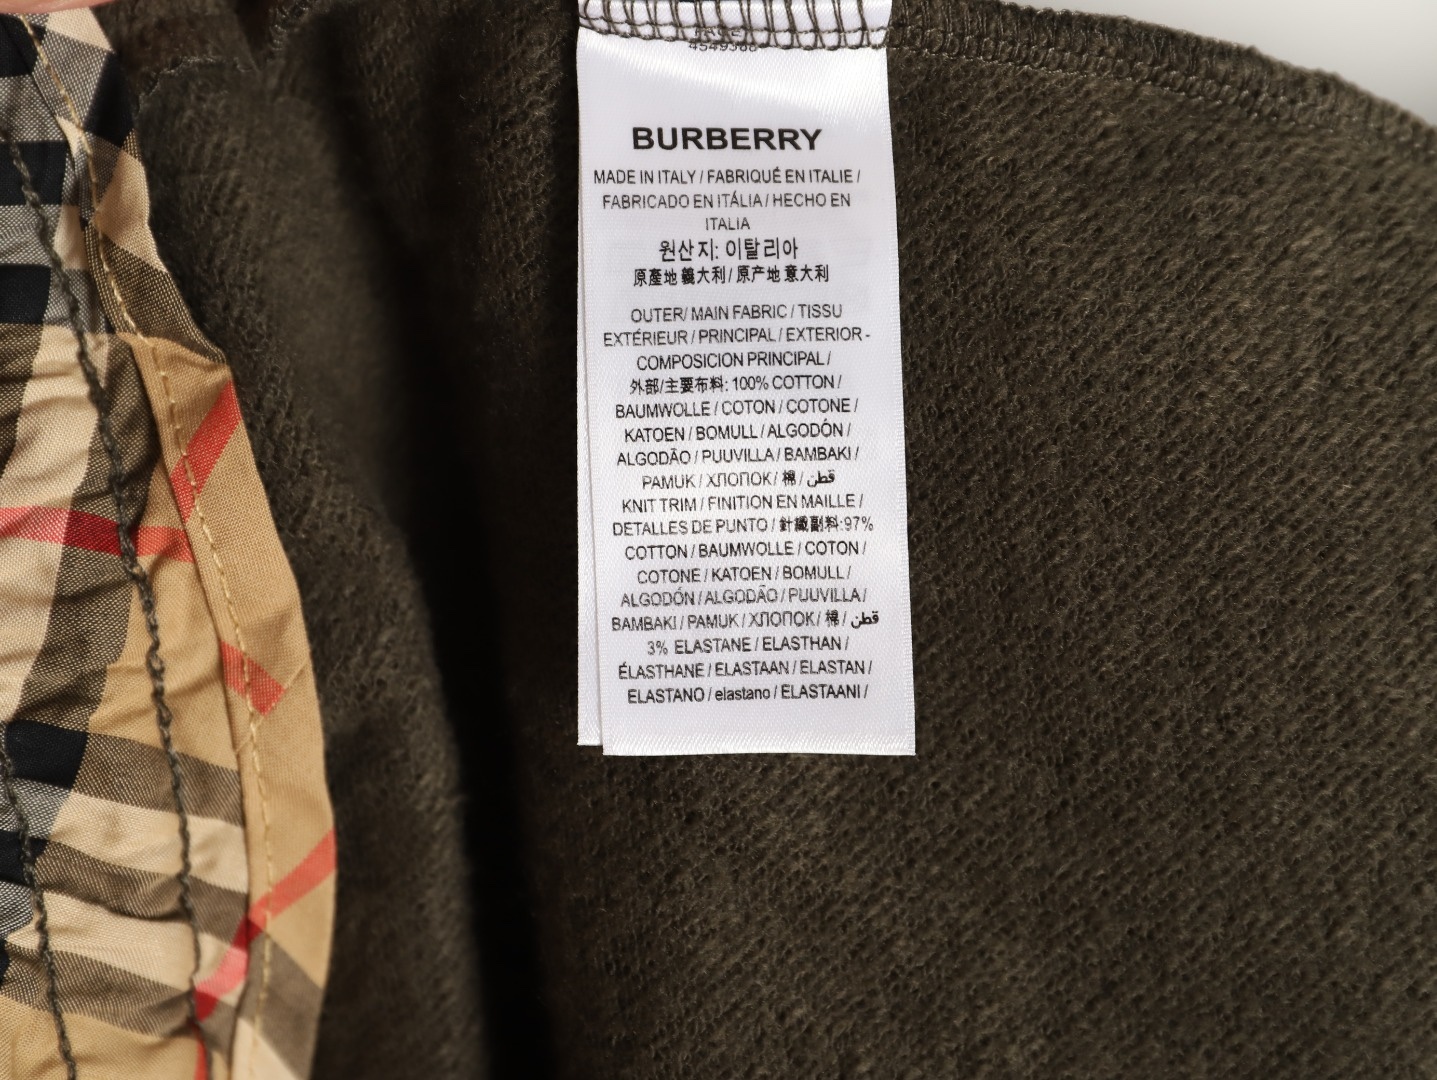 4549388
BURBERRY
MADE IN ITALY / FABRIQUÉ EN ITALIE /
FABRICADO EN ITÁLIA / HECHO EN
ITALIA
원산지: 이탈리아
原產地 義大利 / 原产地 意大利
OUTER/ MAIN FABRIC / TISSU
EXTÉRIEUR / PRINCIPAL / EXTERIOR -
COMPOSICION PRINCIPAL /
外部/主要布料: 100% COTTON /
BAUMWOLLE / COTON / COTONE /
KATOEN / BOMULL / ALGODÓN /
ALGODÃO / PUUVILLA / BAMBAKI /
PAMUK / ХЛОПОК / 棉 / قطن
KNIT TRIM / FINITION EN MAILLE /
DETALLES DE PUNTO / 針織副料:97%
COTTON / BAUMWOLLE / COTON /
COTONE / KATOEN / BOMULL /
ALGODÓN / ALGODÃO / PUUVILLA /
BAMBAKI / PAMUK / ХЛОПОК / 棉 / قطن
3% ELASTANE / ELASTHAN /
ÉLASTHANE / ELASTAAN / ELASTAN /
ELASTANO / elastano / ELASTAANI /